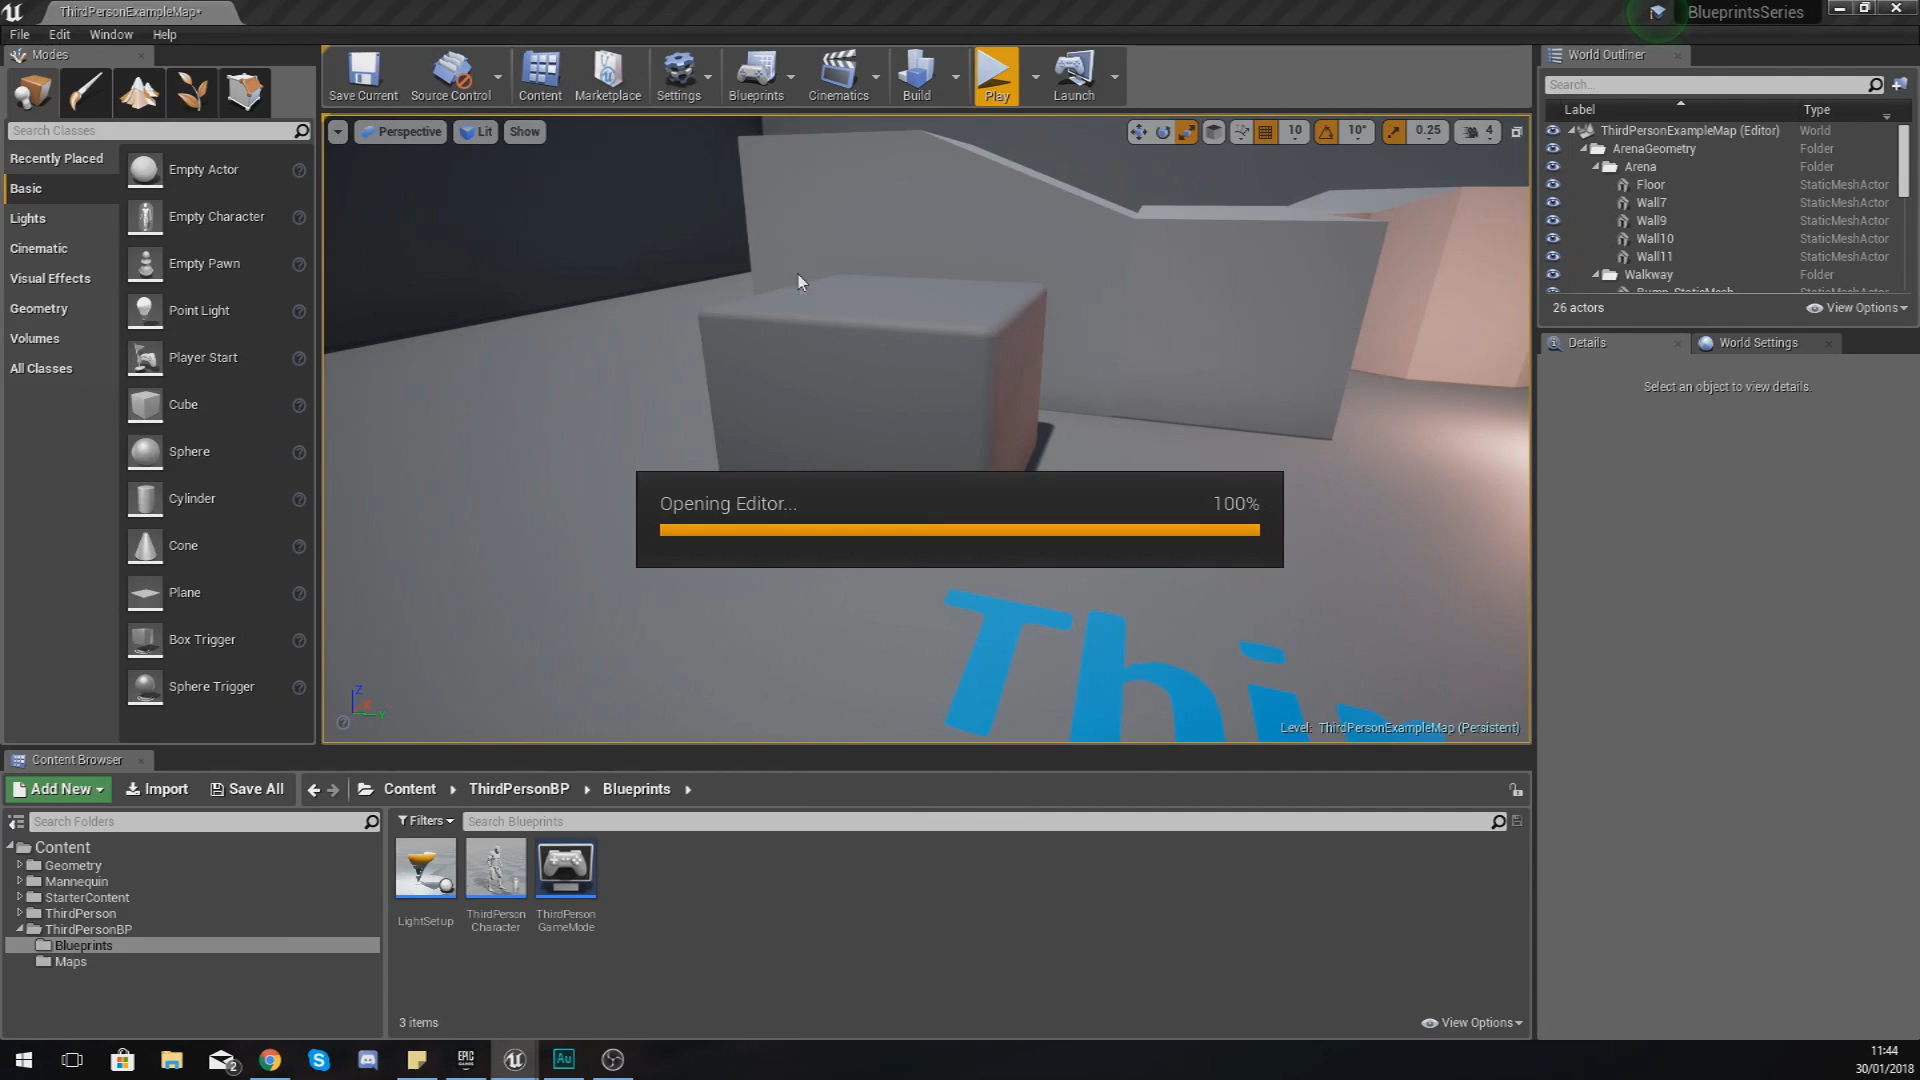 ThirdPersonExampleMap*
BlueprintsSeries
File Edit Window Help
Modes
Search Classes
Recently Placed
Basic
Lights
Cinematic
Visual Effects
Geometry
Volumes
All Classes
Empty Actor
Empty Character
Empty Pawn
Point Light
Player Start
Cube
Sphere
Cylinder
Cone
Plane
Box Trigger
Sphere Trigger
Save Current Source Control Content Marketplace Settings Blueprints Cinematics Build Play Launch
Perspective Lit Show
10 10° 0.25 4
Opening Editor... 100%
Thi
Level: ThirdPersonExampleMap (Persistent)
World Outliner
Search...
Label Type
ThirdPersonExampleMap (Editor) World
ArenaGeometry Folder
Arena Folder
Floor StaticMeshActor
Wall7 StaticMeshActor
Wall9 StaticMeshActor
Wall10 StaticMeshActor
Wall11 StaticMeshActor
Walkway Folder
26 actors View Options
Details World Settings
Select an object to view details.
Content Browser
Add New Import Save All Content ThirdPersonBP Blueprints
Search Folders
Content
Geometry
Mannequin
StarterContent
ThirdPerson
ThirdPersonBP
Blueprints
Maps
Filters Search Blueprints
LightSetup
ThirdPerson
Character
ThirdPerson
GameMode
3 items View Options
2
EPIC
GAMES
Au
11:44
30/01/2018